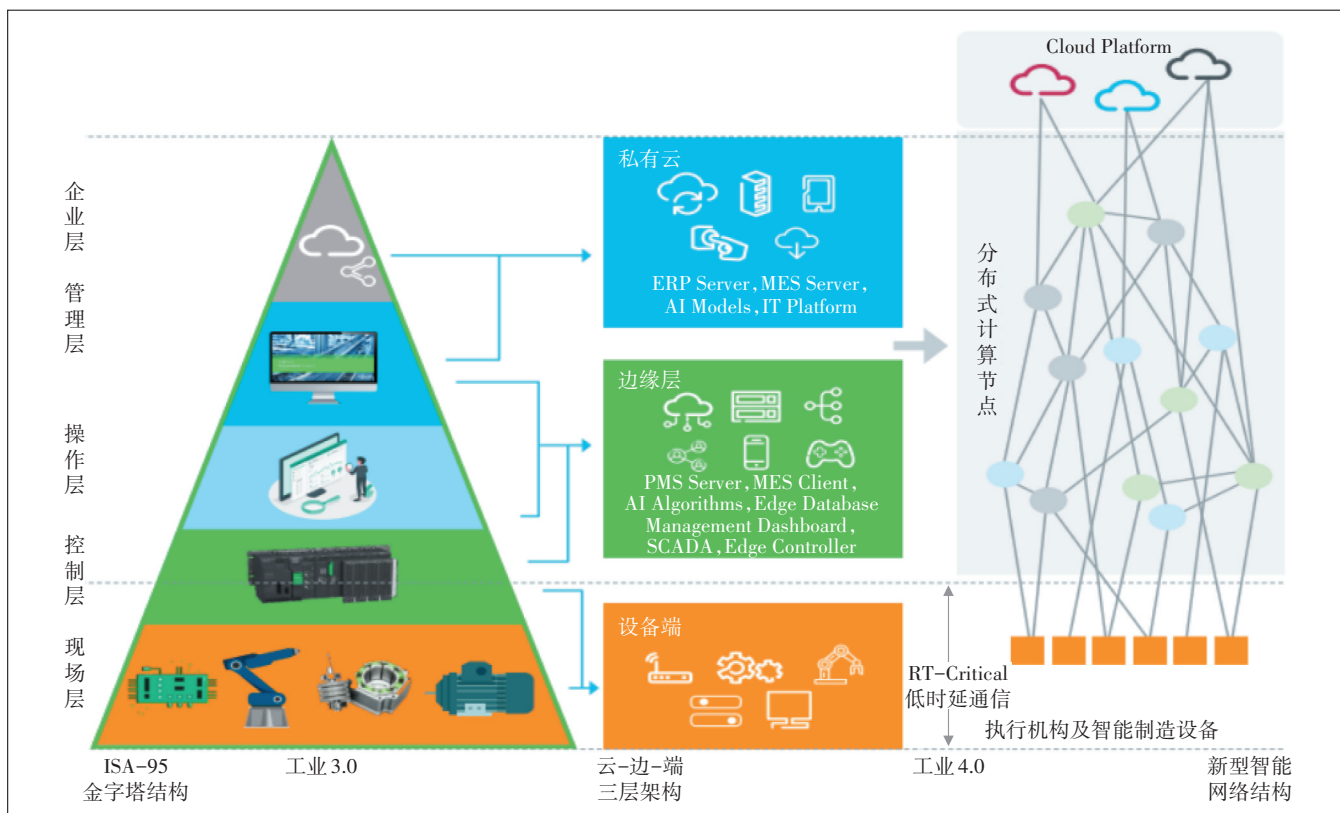 Cloud Platform
企业层
管理层
操作层
控制层
现场层
私有云
ERP Server,MES Server,
AI Models,IT Platform
边缘层
PMS Server,MES Client,
AI Algorithms,Edge Database
Management Dashboard,
SCADA,Edge Controller
设备端
分布式计算节点
RT-Critical
低时延通信
执行机构及智能制造设备
ISA-95
金字塔结构
工业3.0
云-边-端
三层架构
工业4.0
新型智能
网络结构